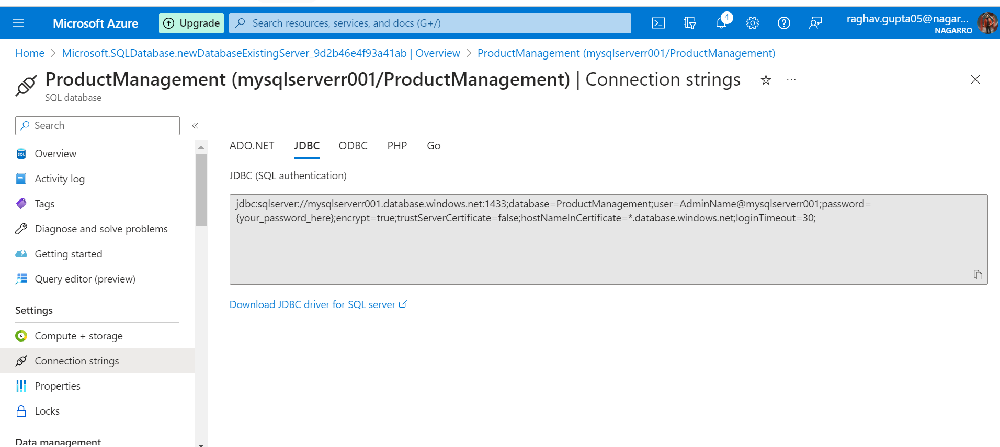 Microsoft Azure
Upgrade
Search resources, services, and docs (G+/)
4
raghav.gupta05@nagar...
NAGARRO
Home > Microsoft.SQLDatabase.newDatabaseExistingServer_9d2b46e4f93a41ab | Overview > ProductManagement (mysqlserverr001/ProductManagement)
ProductManagement (mysqlserverr001/ProductManagement) | Connection strings
SQL database
Search
Overview
Activity log
Tags
Diagnose and solve problems
Getting started
Query editor (preview)
Settings
Compute + storage
Connection strings
Properties
Locks
Data management
ADO.NET JDBC ODBC PHP Go
JDBC (SQL authentication)
jdbc:sqlserver://mysqlserverr001.database.windows.net:1433;database=ProductManagement;user=AdminName@mysqlserverr001;password=
{your_password_here};encrypt=true;trustServerCertificate=false;hostNameInCertificate=*.database.windows.net;loginTimeout=30;
Download JDBC driver for SQL server